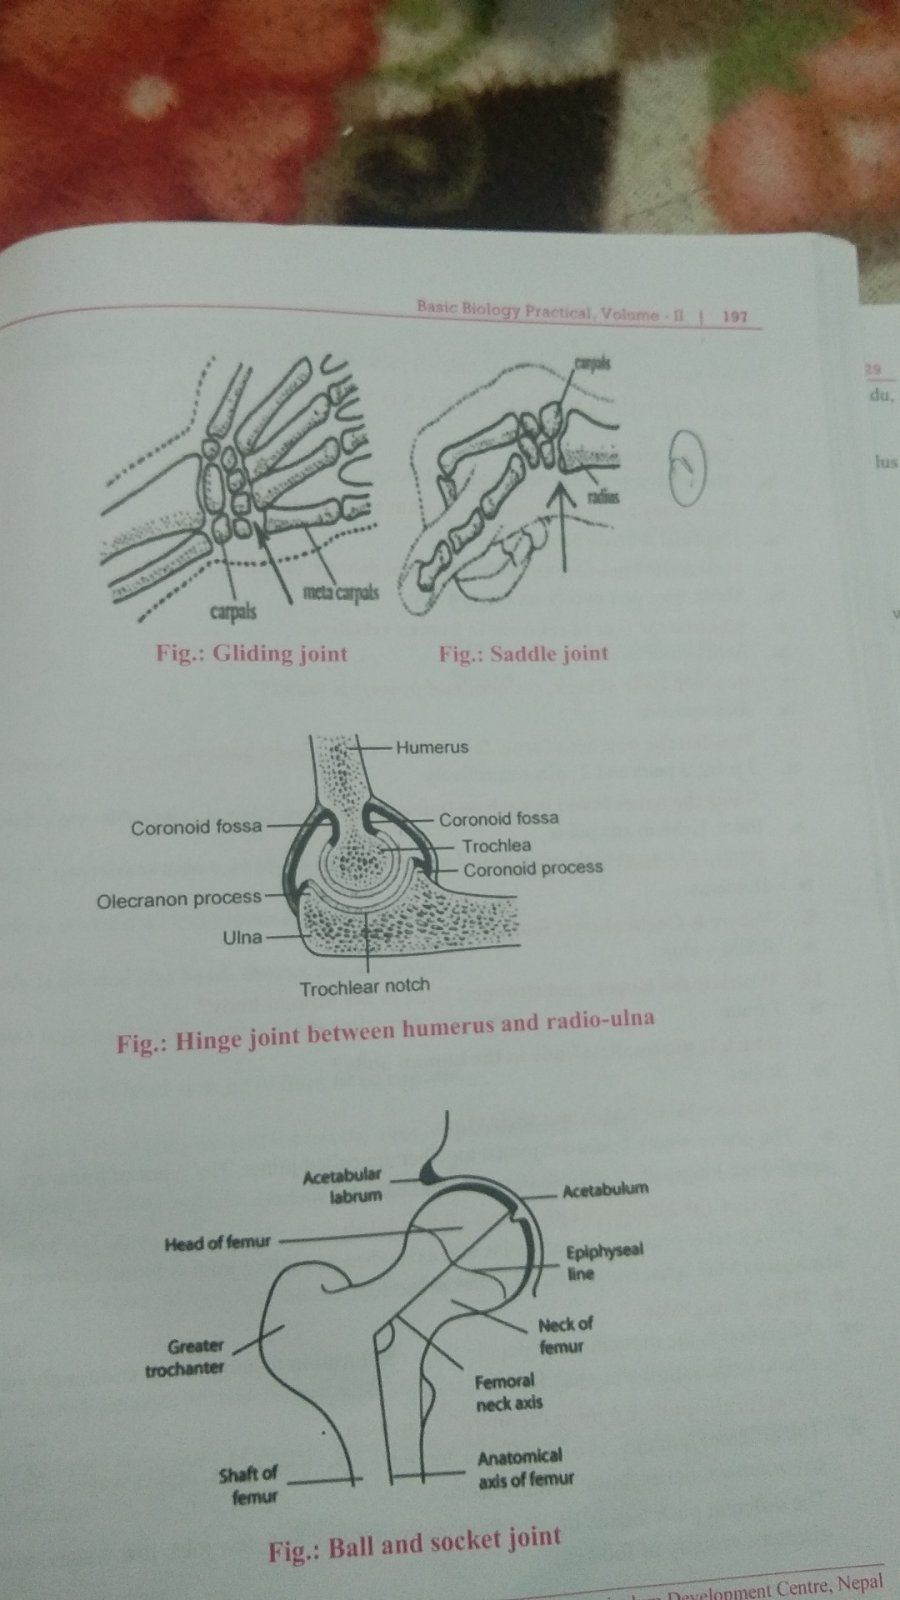 Basic Biology Practical, Volume - II | 197
29
du,
lus
carpals
radius
carpals
meta carpals
Fig.: Gliding joint
Fig.: Saddle joint
Humerus
Coronoid fossa
Coronoid fossa
Trochlea
Coronoid process
Olecranon process
Ulna
Trochlear notch
Fig.: Hinge joint between humerus and radio-ulna
Acetabular
labrum
Acetabulum
Head of femur
Epiphyseal
line
Neck of
femur
Greater
trochanter
Femoral
neck axis
Shaft of
femur
Anatomical
axis of femur
Fig.: Ball and socket joint
Development Centre, Nepal